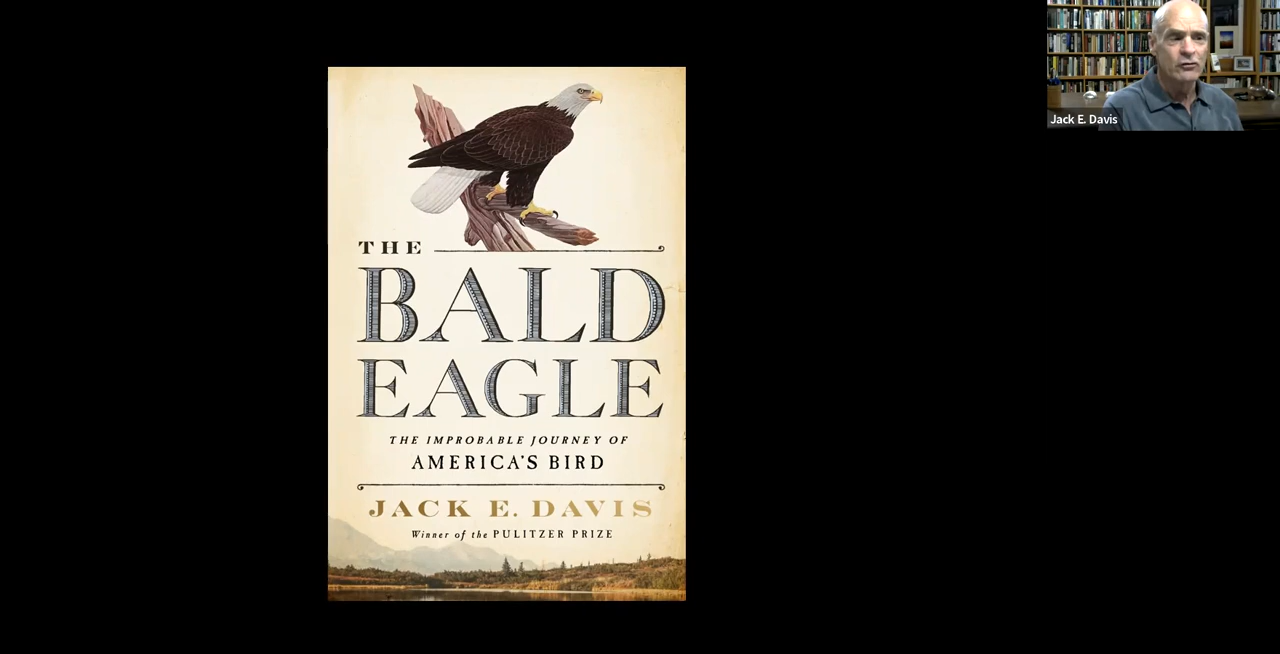 THE
BALD
EAGLE
THE IMPROBABLE JOURNEY OF
AMERICA'S BIRD
JACK E. DAVIS
Winner of the PULITZER PRIZE
Jack E. Davis